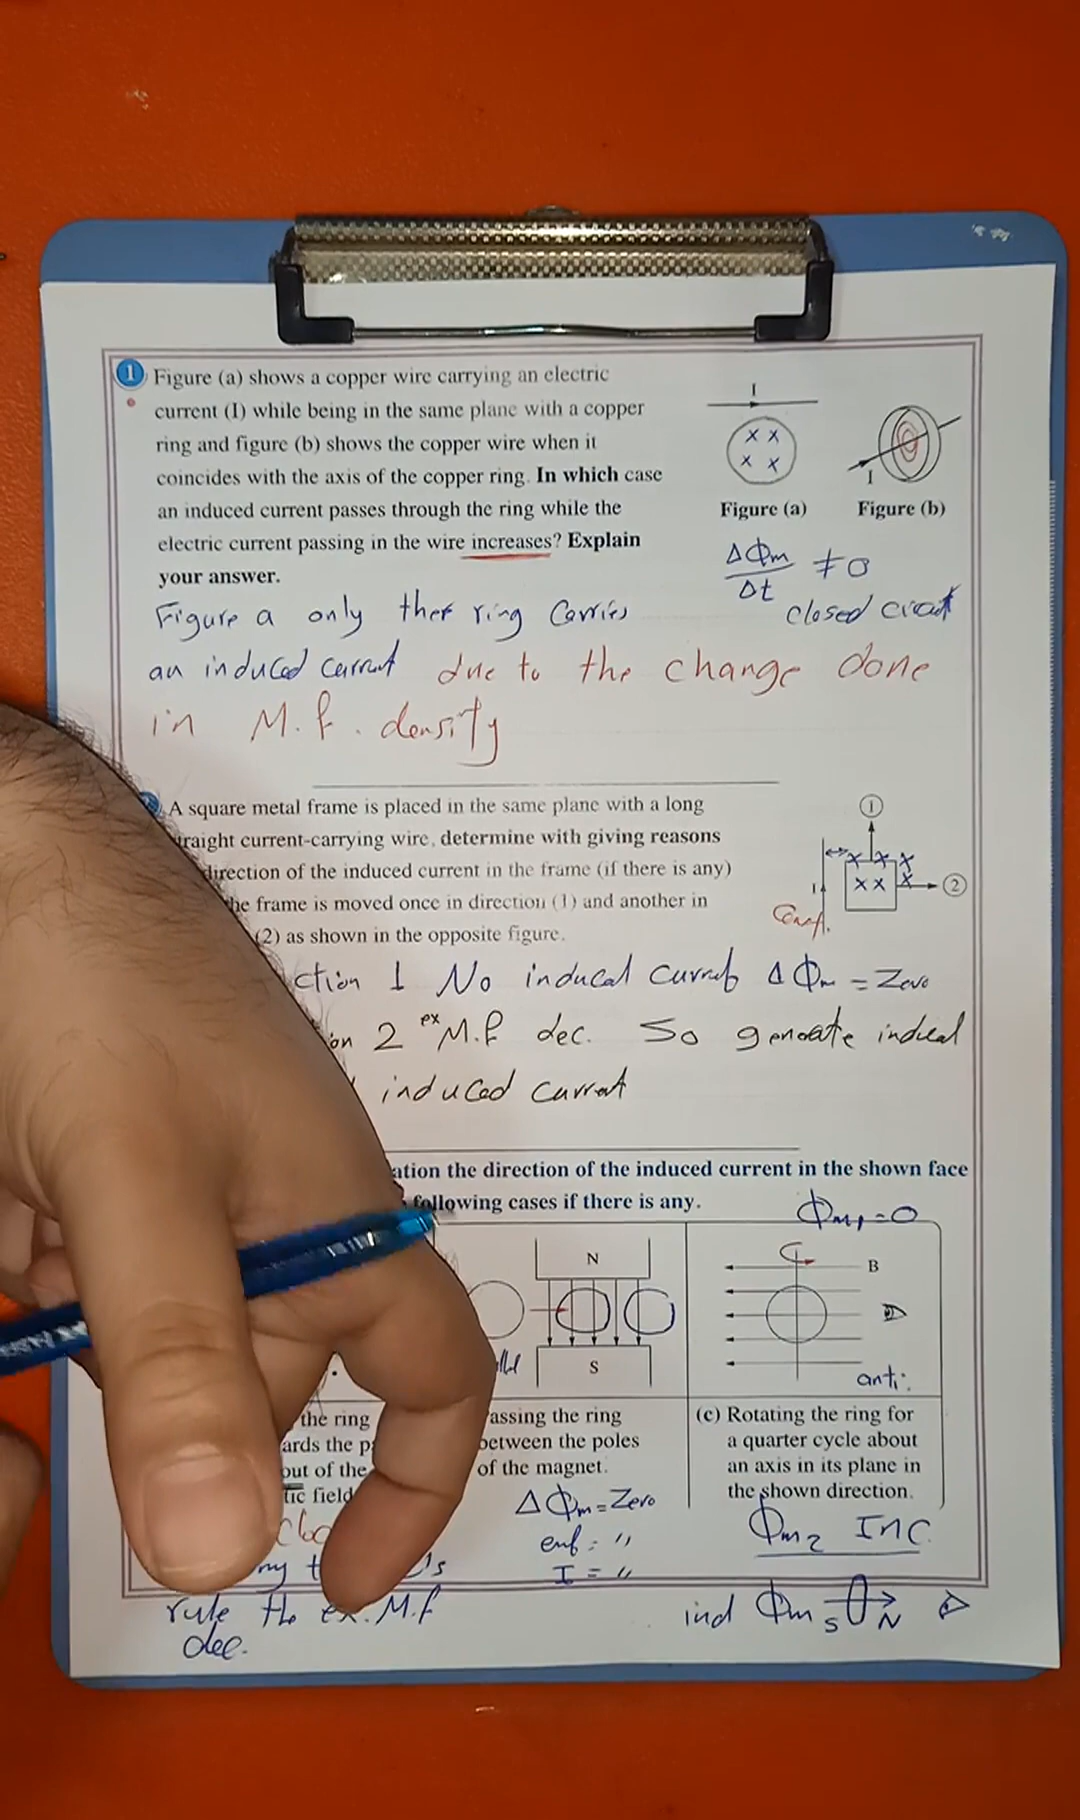 1 Figure (a) shows a copper wire carrying an electric
current (I) while being in the same plane with a copper
ring and figure (b) shows the copper wire when it
coincides with the axis of the copper ring. In which case
an induced current passes through the ring while the
electric current passing in the wire increases? Explain
your answer.
I
x x
x x
I
Figure (a) Figure (b)
ΔΦm/Δt ≠ 0
closed
Figure a only ring Carries
an induced current due to the change done
in M.f. density
A square metal frame is placed in the same plane with a long
straight current-carrying wire, determine with giving reasons
direction of the induced current in the frame (if there is any)
the frame is moved once in direction (1) and another in
(2) as shown in the opposite figure.
1
x x x
x x x
I
2
ction 1 No induced current ΔΦm = Zero
on 2 ex M.f dec. So generate
induced current
ation the direction of the induced current in the shown face
following cases if there is any.
Φm1=0
N
S
B
anti.
the ring
ards the p
out of the
tic field
assing the ring
between the poles
of the magnet.
(c) Rotating the ring for
a quarter cycle about
an axis in its plane in
the shown direction.
ΔΦm=Zero
emf = "
I = "
Φm2 Inc.
rule the ex. M.f
dec.
ind Φm S N